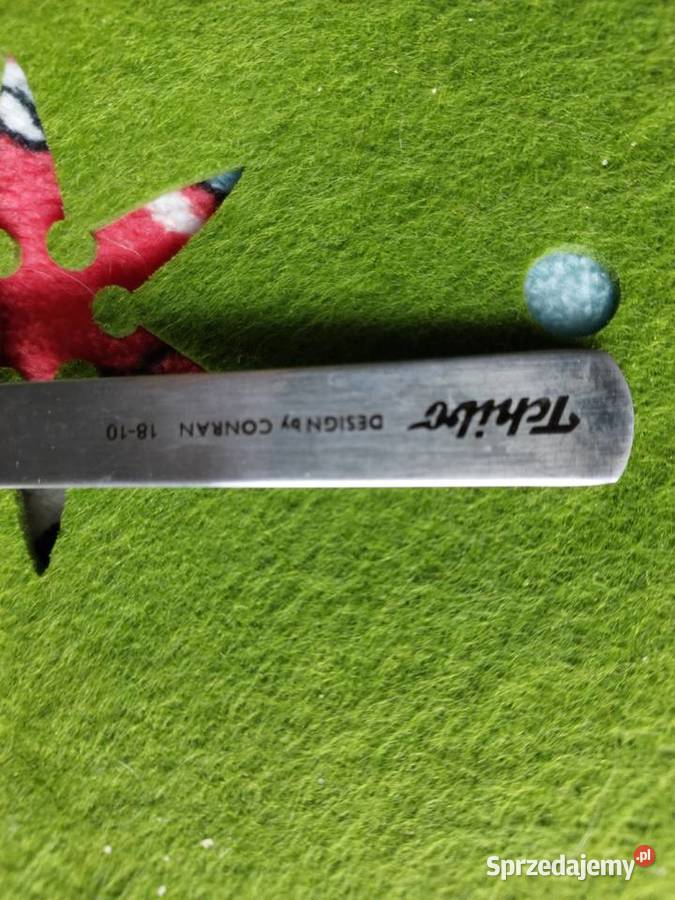 Tchibo DESIGN by CONRAN 18-10
Sprzedajemy.pl